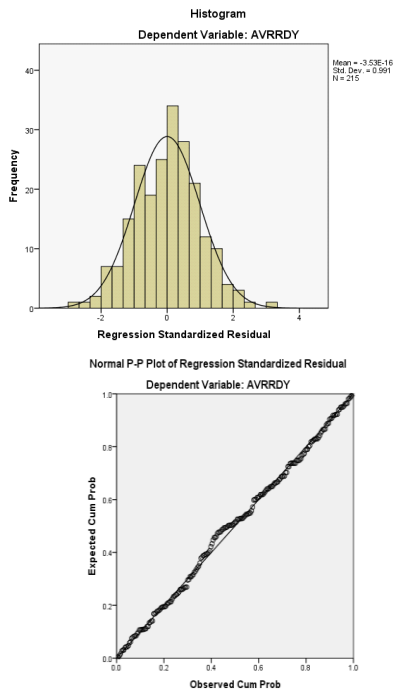 Histogram
Dependent Variable: AVRRDY
Mean = -3.53E-16
Std. Dev. = 0.991
N = 215
Frequency
40
30
20
10
0
-2
0
2
4
Regression Standardized Residual
Normal P-P Plot of Regression Standardized Residual
Dependent Variable: AVRRDY
Expected Cum Prob
1.0
0.8
0.6
0.4
0.2
0.0
0.0
0.2
0.4
0.6
0.8
1.0
Observed Cum Prob